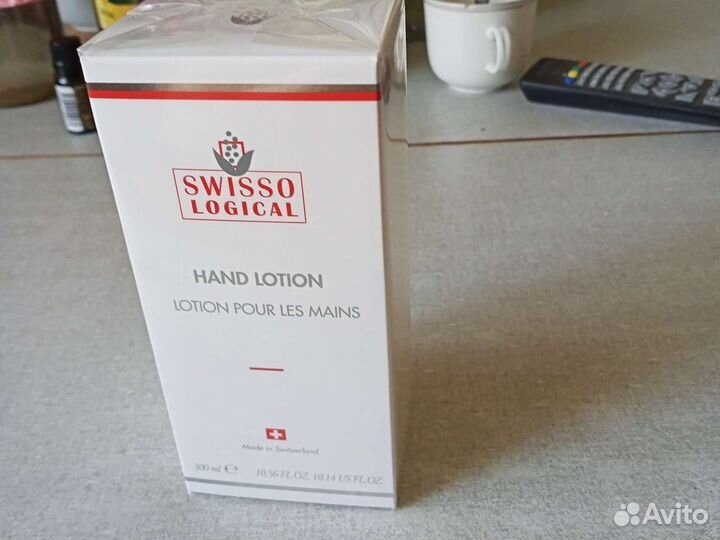 SWISSO
LOGICAL
HAND LOTION
LOTION POUR LES MAINS
Made in Switzerland
300 ml e 10.56 FL.OZ. 10.14 US FL.OZ.
Avito